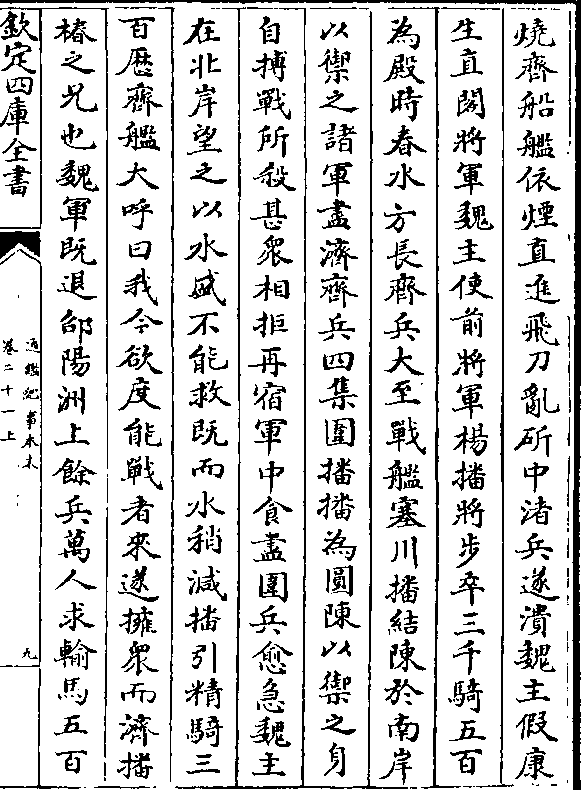 燒齊船艦依煙直進飛刀亂斫中渚兵遂潰魏主假康
生直閣將軍魏主使前將軍楊播將步卒三千騎五百
為殿時春水方長齊兵大至戰艦塞川播結陳於南岸
以禦之諸軍盡濟齊兵四集圍播播為圓陳以禦之身
自搏戰所殺甚衆相拒再宿軍中食盡圍兵愈急魏主
在北岸望之以水盛不能救既而水稍減播引精騎三
百歴齊艦大呼曰我今欲度能戰者來遂擁衆而濟播
椿之兄也魏軍既退邵陽洲上餘兵萬人求輸馬五百
欽定四庫全書
通鑑紀事本末
卷二十一上
九